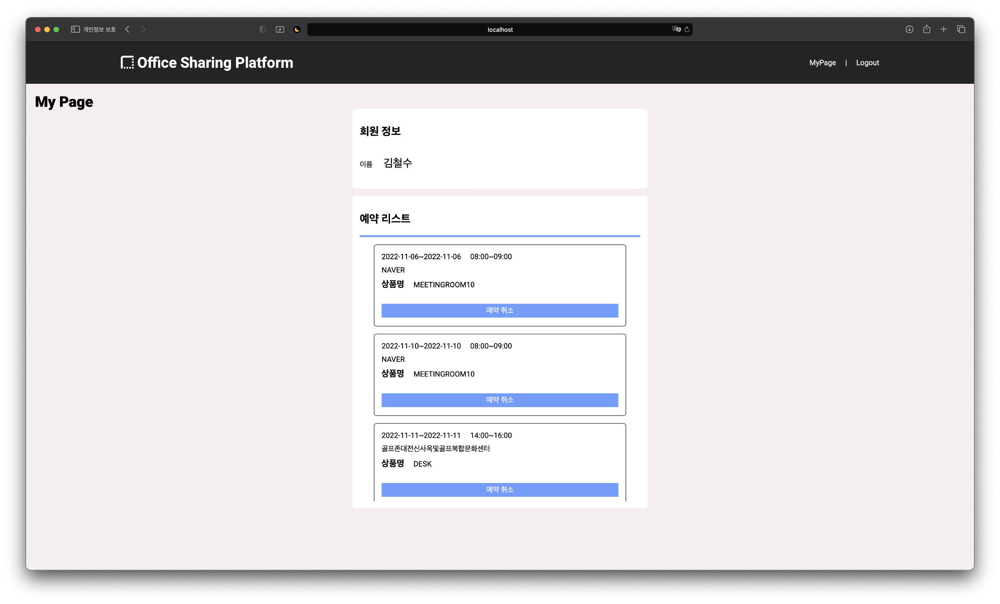 개인정보 보호
localhost
Office Sharing Platform
MyPage | Logout
My Page
회원 정보
이름 김철수
예약 리스트
2022-11-06~2022-11-06 08:00~09:00
NAVER
상품명 MEETINGROOM10
예약 취소
2022-11-10~2022-11-10 08:00~09:00
NAVER
상품명 MEETINGROOM10
예약 취소
2022-11-11~2022-11-11 14:00~16:00
골프존대전신사옥및골프복합문화센터
상품명 DESK
예약 취소